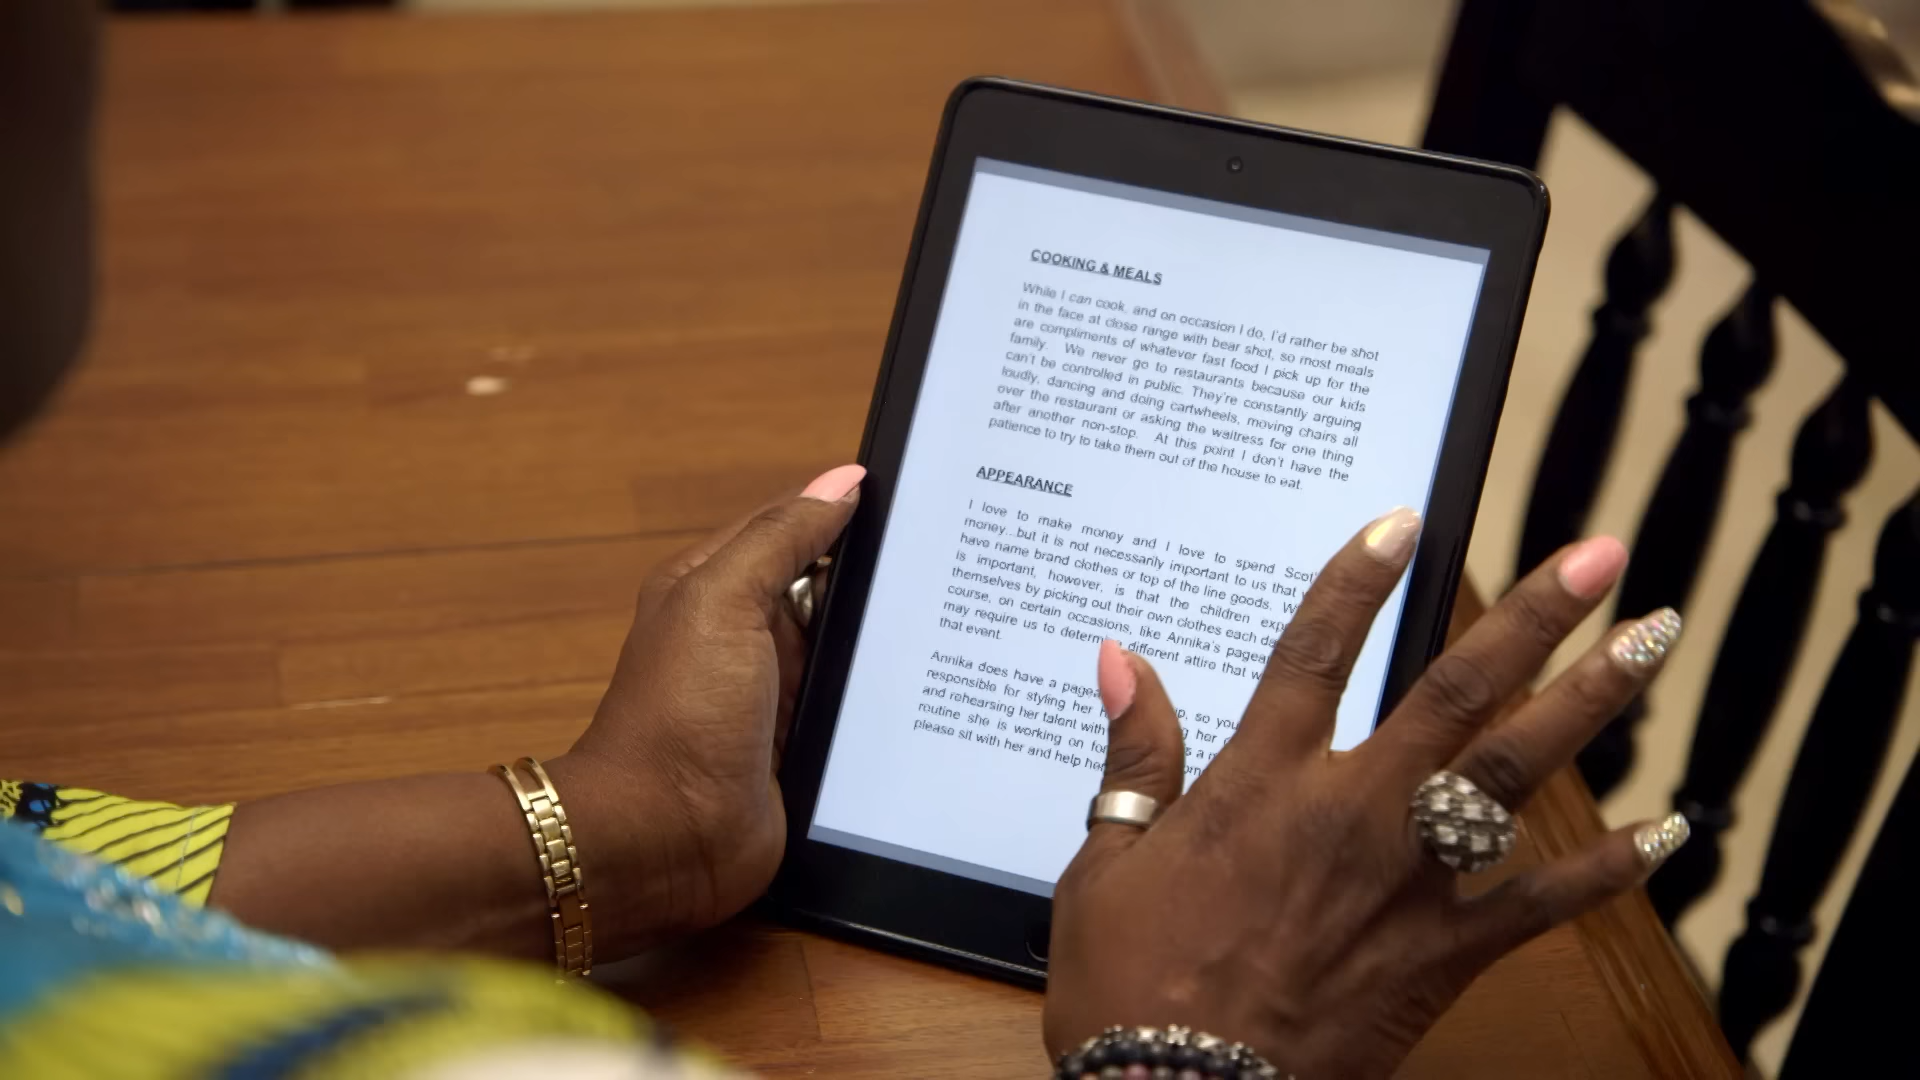 COOKING & MEALS
While I can cook, and on occasion I do, I'd rather be shot
in the face at close range with bear shot, so most meals
are compliments of whatever fast food I pick up for the
family. We never go to restaurants because our kids
can't be controlled in public. They're constantly arguing
loudly, dancing and doing cartwheels, moving chairs all
over the restaurant or asking the waitress for one thing
after another non-stop. At this point I don't have the
patience to try to take them out of the house to eat.
APPEARANCE
I love to make money and I love to spend
money...but it is not necessarily important to us that
have name brand clothes or top of the line goods.
is important, however, is that the children
themselves by picking out their own clothes each
course, on certain occasions, like Annika's
may require us to different attire that
that event.
Annika does have a
responsible for styling her so you
and rehearsing her talent with her
routine she is working on for
please sit with her and help